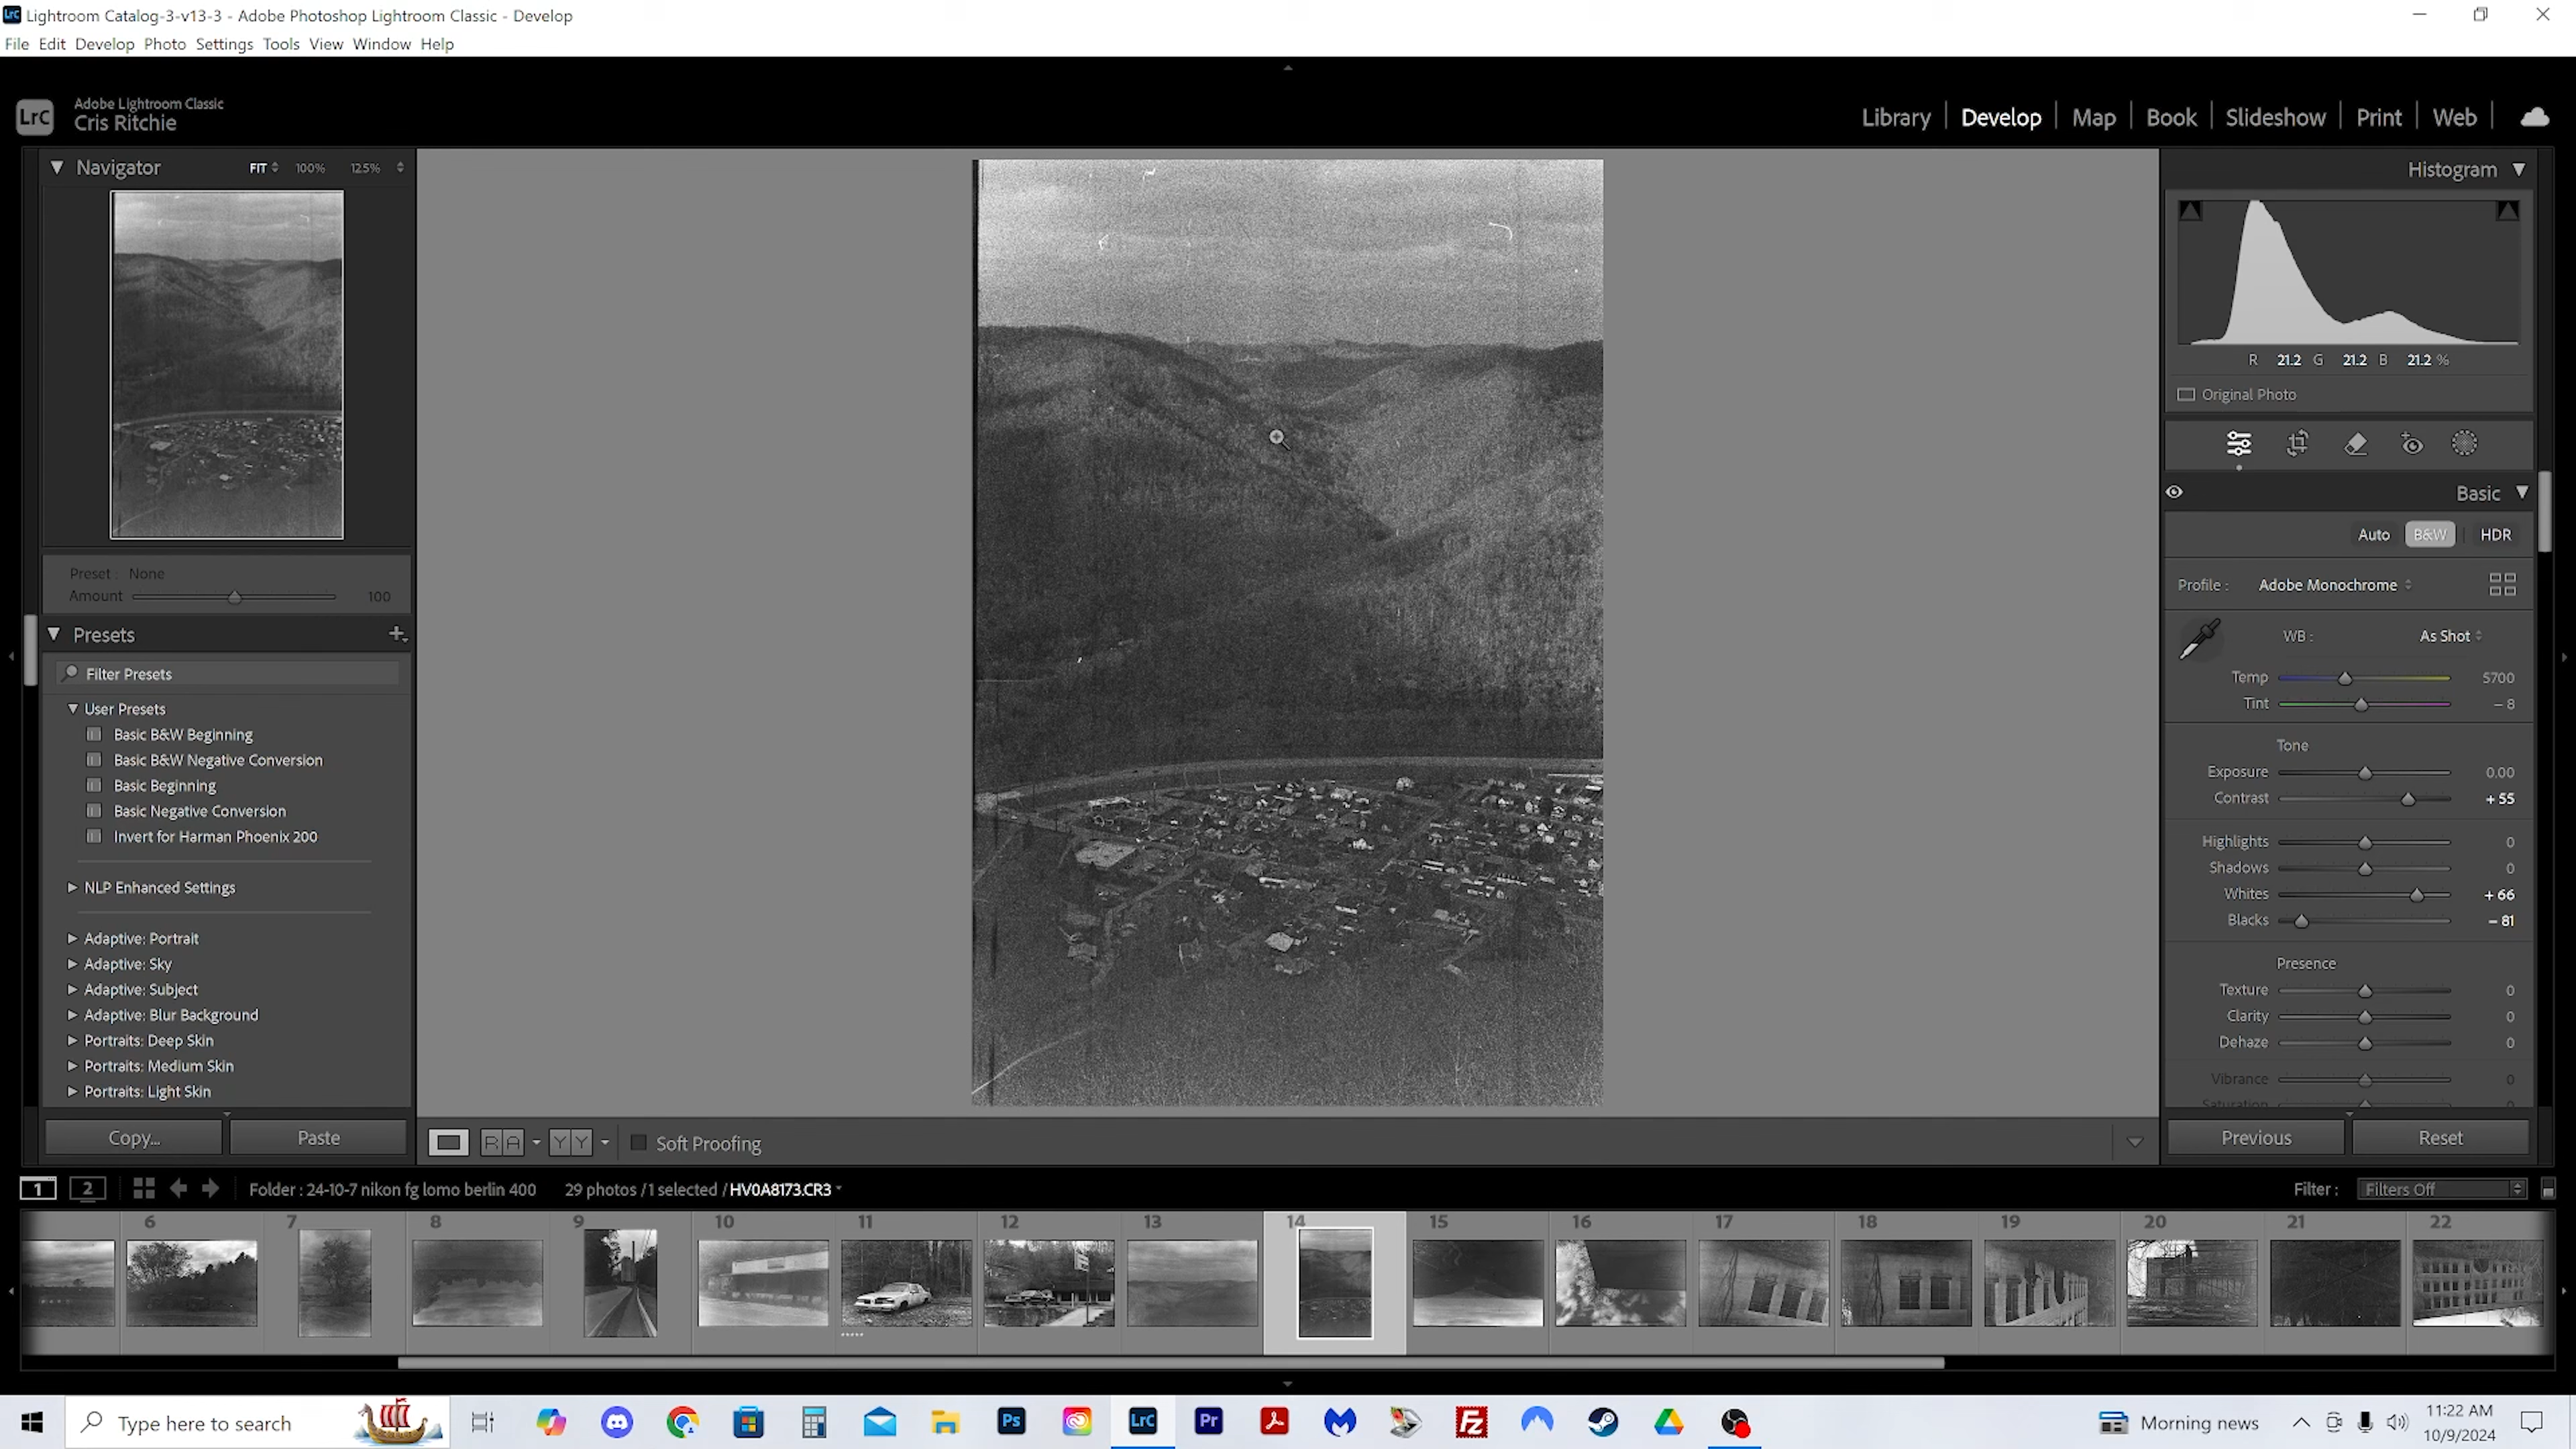 Lightroom Catalog-3-v13-3 - Adobe Photoshop Lightroom Classic - Develop
File Edit Develop Photo Settings Tools View Window Help
LrC
Adobe Lightroom Classic
Cris Ritchie
Library | Develop | Map | Book | Slideshow | Print | Web |
Navigator FIT 100% 125%
Preset : None
Amount 100
Presets
Filter Presets
User Presets
Basic B&W Beginning
Basic B&W Negative Conversion
Basic Beginning
Basic Negative Conversion
Invert for Harman Phoenix 200
NLP Enhanced Settings
Adaptive: Portrait
Adaptive: Sky
Adaptive: Subject
Adaptive: Blur Background
Portraits: Deep Skin
Portraits: Medium Skin
Portraits: Light Skin
Copy... Paste
R A Y Y Soft Proofing
Histogram
R 21.2 G 21.2 B 21.2 %
Original Photo
Basic
Auto B&W HDR
Profile : Adobe Monochrome
WB : As Shot
Temp 5700
Tint – 8
Tone
Exposure 0.00
Contrast + 55
Highlights 0
Shadows 0
Whites + 66
Blacks – 81
Presence
Texture 0
Clarity 0
Dehaze 0
Vibrance 0
Saturation 0
Previous Reset
1 2 Folder : 24-10-7 nikon fg lomo berlin 400 29 photos / 1 selected / HV0A8173.CR3 Filter : Filters Off
6 7 8 9 10 11 12 13 14 15 16 17 18 19 20 21 22
Type here to search Ps LrC Pr Fz Morning news 11:22 AM
10/9/2024